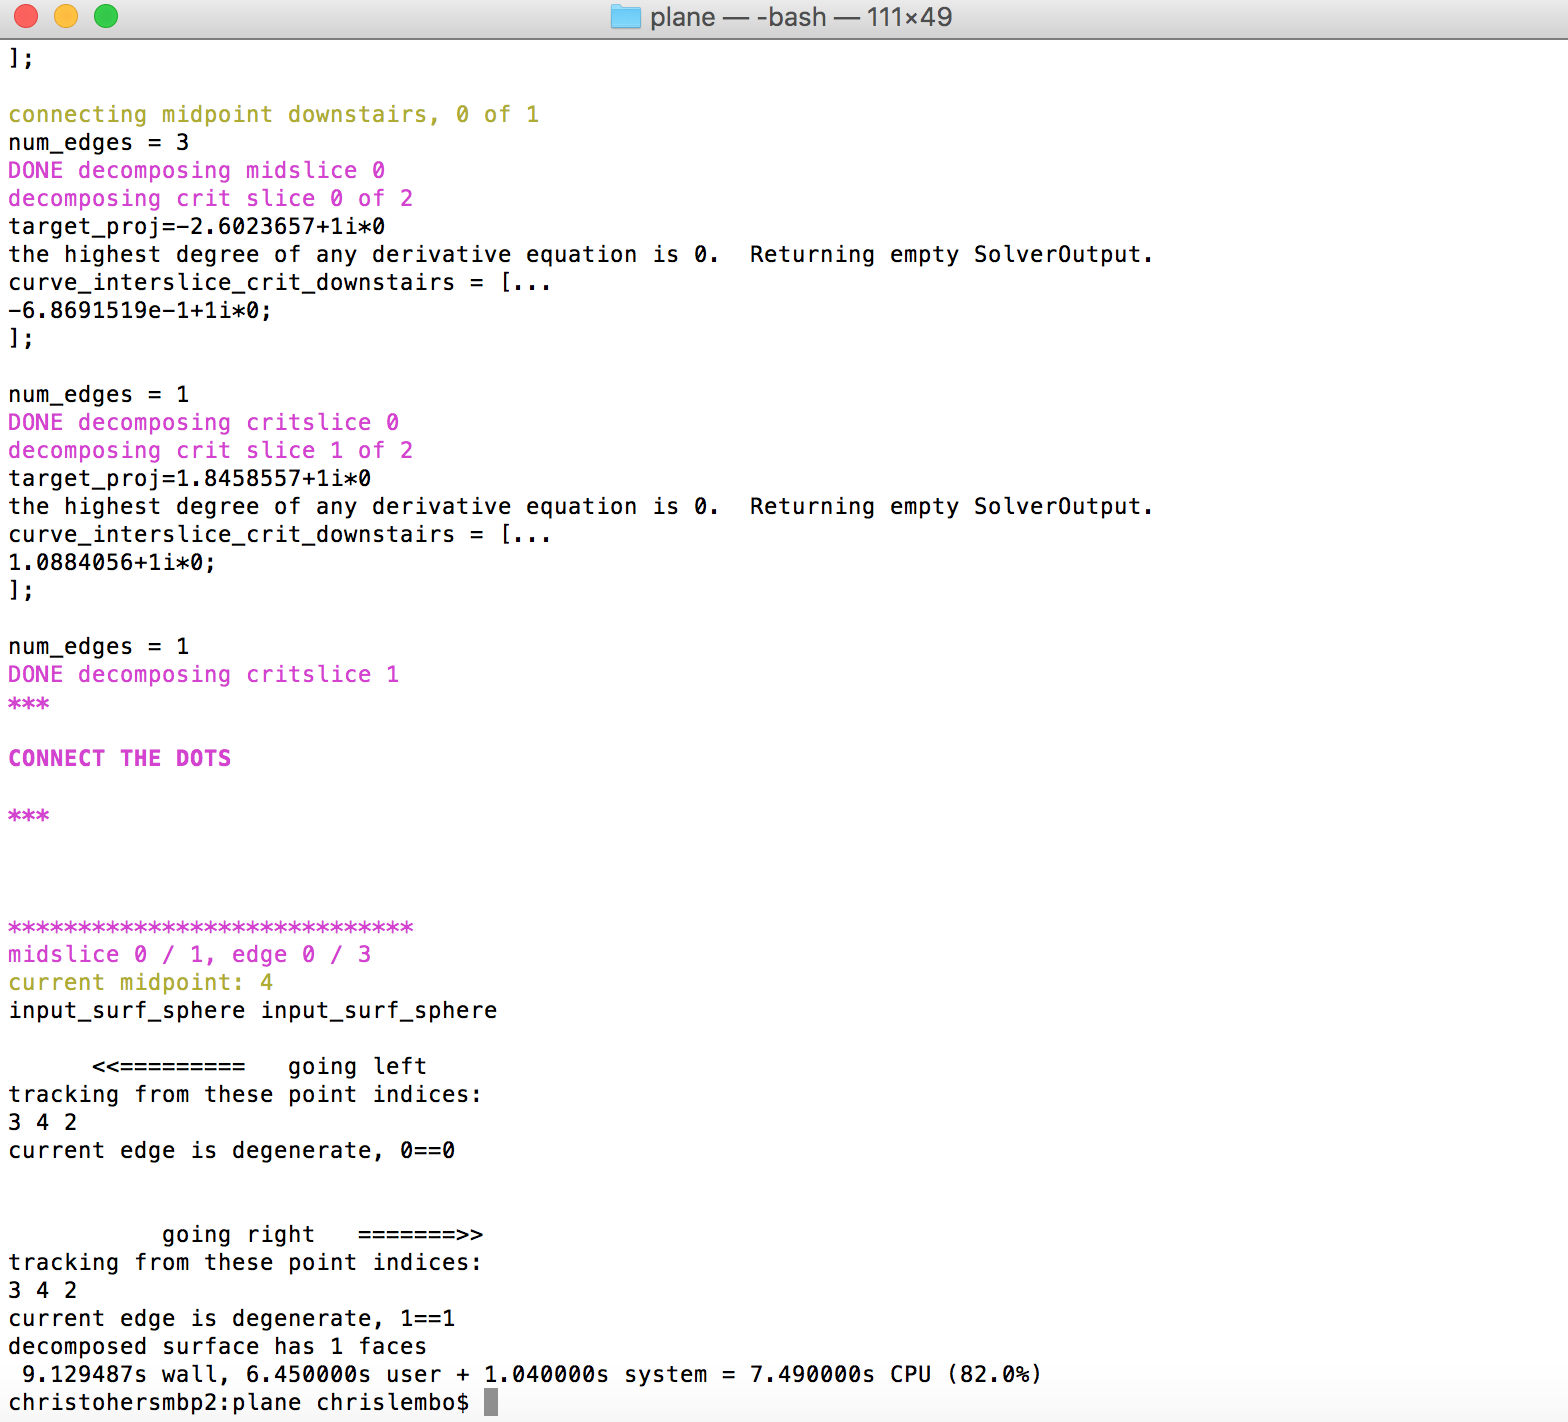 plane — -bash — 111×49
];
connecting midpoint downstairs, 0 of 1
num_edges = 3
DONE decomposing midslice 0
decomposing crit slice 0 of 2
target_proj=-2.6023657+1i*0
the highest degree of any derivative equation is 0.  Returning empty SolverOutput.
curve_interslice_crit_downstairs = [...
-6.8691519e-1+1i*0;
];
num_edges = 1
DONE decomposing critslice 0
decomposing crit slice 1 of 2
target_proj=1.8458557+1i*0
the highest degree of any derivative equation is 0.  Returning empty SolverOutput.
curve_interslice_crit_downstairs = [...
1.0884056+1i*0;
];
num_edges = 1
DONE decomposing critslice 1
***
CONNECT THE DOTS
***
*****************************
midslice 0 / 1, edge 0 / 3
current midpoint: 4
input_surf_sphere input_surf_sphere
<<=========   going left
tracking from these point indices:
3 4 2
current edge is degenerate, 0==0
going right   =======>>
tracking from these point indices:
3 4 2
current edge is degenerate, 1==1
decomposed surface has 1 faces
9.129487s wall, 6.450000s user + 1.040000s system = 7.490000s CPU (82.0%)
christohersmbp2:plane chrislembo$